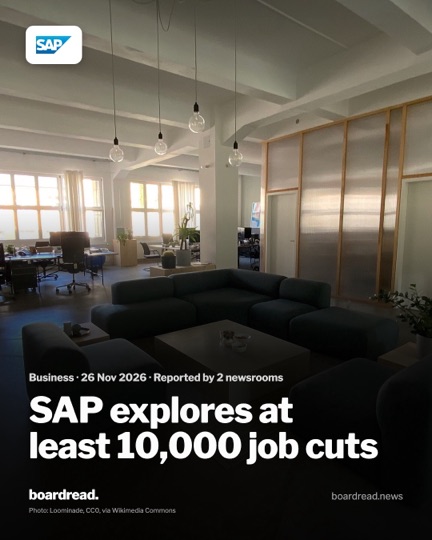 SAP
Business · 26 Nov 2026 · Reported by 2 newsrooms
SAP explores at
least 10,000 job cuts
boardread.
boardread.news
Photo: Loominade, CC0, via Wikimedia Commons